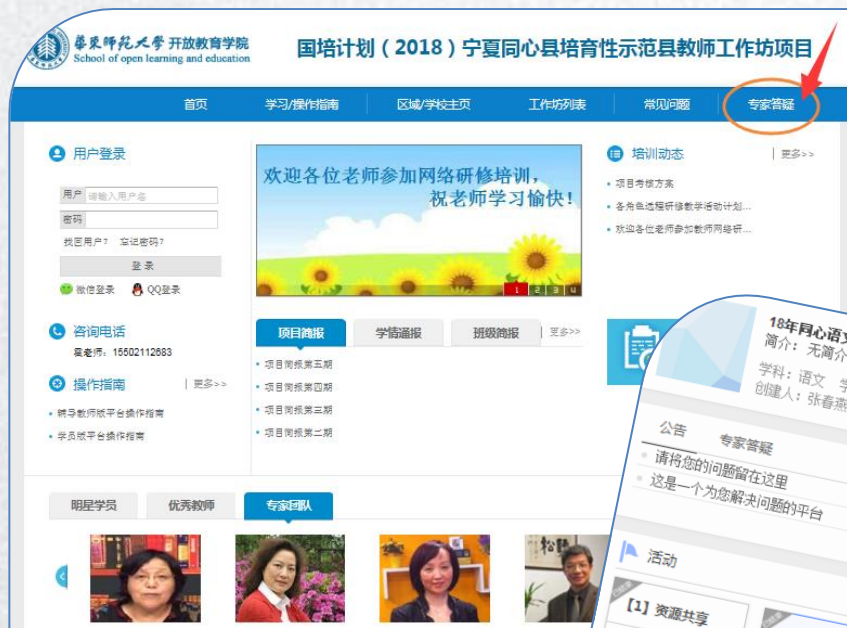 華東師范大學 开放教育学院
School of open learning and education
国培计划（2018）宁夏同心县培育性示范县教师工作坊项目
首页 学习/操作指南 区域/学校主页 工作坊列表 常见问题 专家答疑
用户登录
用户 请输入用户名
密码
找回用户？ 忘记密码？
登录
微信登录 QQ登录
欢迎各位老师参加网络研修培训，
祝老师学习愉快！
1 2 3 4
培训动态 | 更多>>
项目考核方案
各角色远程研修教学活动计划...
欢迎各位老师参加教师网络研...
咨询电话
霍老师：15502112683
操作指南 | 更多>>
辅导教师版平台操作指南
学员版平台操作指南
项目简报 学情通报 班级简报 | 更多>>
项目简报第五期
项目简报第四期
项目简报第三期
项目简报第二期
明星学员 优秀教师 专家团队
18年同心语文
简介：无简介
学科：语文 学
创建人：张春燕
公告 专家答疑
请将您的问题留在这里
这是一个为您解决问题的平台
活动
已结束
[1] 资源共享